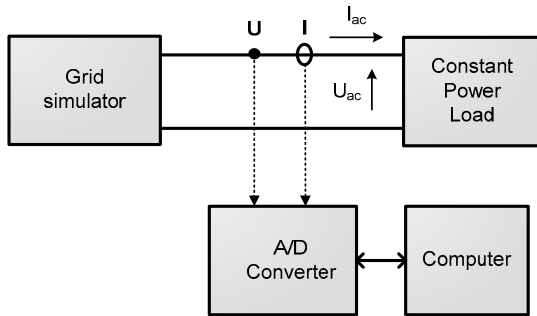 U
I
I_ac
Grid
simulator
U_ac
Constant
Power
Load
A/D
Converter
Computer